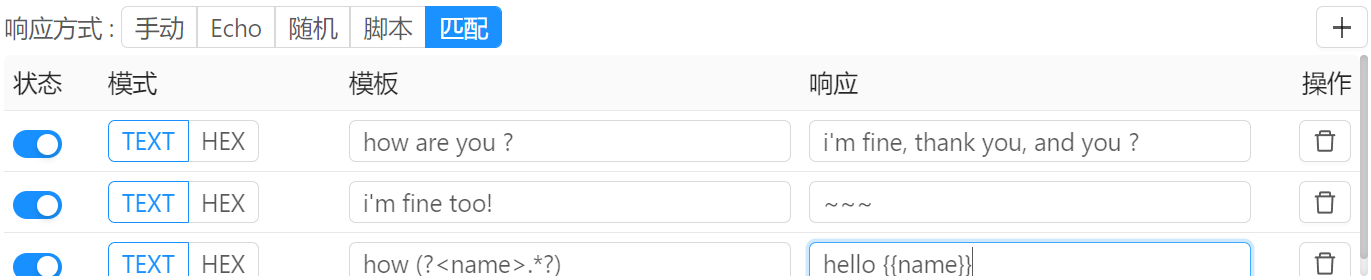 响应方式 : 手动 Echo 随机 脚本 匹配
状态 模式 模板 响应 操作
TEXT HEX how are you ? i'm fine, thank you, and you ?
TEXT HEX i'm fine too! ~~~
TEXT HEX how (?<name>.*?) hello {{name}}